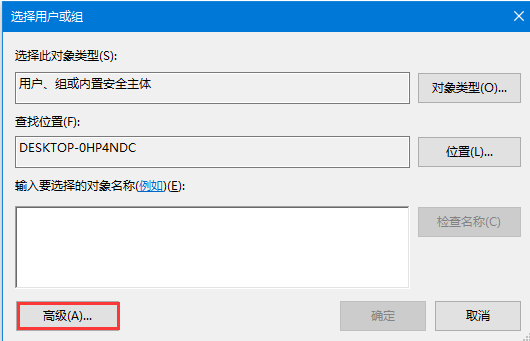 选择用户或组
选择此对象类型(S):
用户、组或内置安全主体
对象类型(O)...
查找位置(F):
DESKTOP-0HP4NDC
位置(L)...
输入要选择的对象名称(例如)(E):
检查名称(C)
高级(A)...
确定
取消